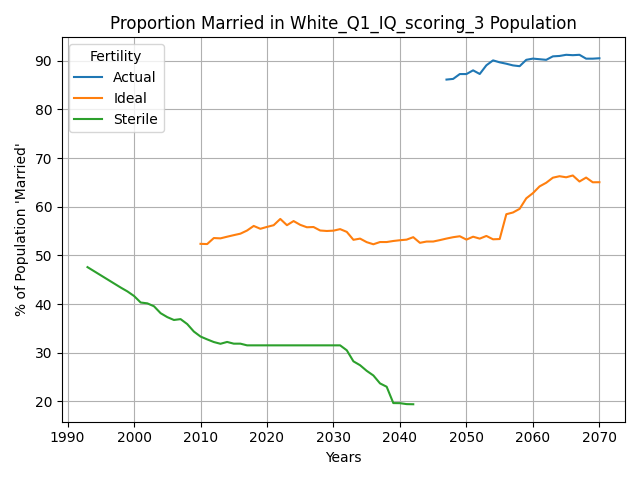 Proportion Married in White_Q1_IQ_scoring_3 Population
% of Population 'Married'
Fertility
Actual
Ideal
Sterile
90
80
70
60
50
40
30
20
1990 2000 2010 2020 2030 2040 2050 2060 2070
Years